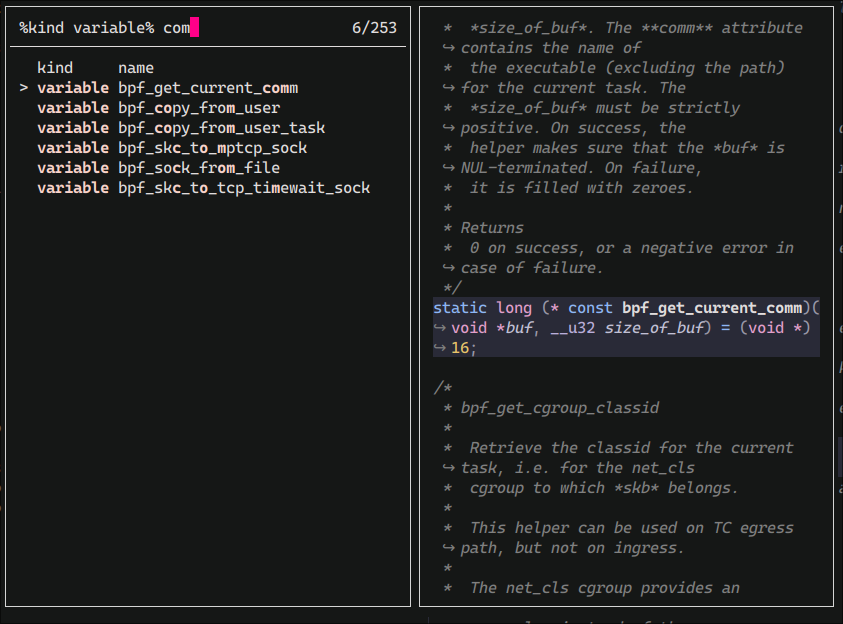 %kind variable% com 6/253
kind name
> variable bpf_get_current_comm
variable bpf_copy_from_user
variable bpf_copy_from_user_task
variable bpf_skc_to_mptcp_sock
variable bpf_sock_from_file
variable bpf_skc_to_tcp_timewait_sock
* *size_of_buf*. The **comm** attribute
↪ contains the name of
* the executable (excluding the path)
↪ for the current task. The
* *size_of_buf* must be strictly
↪ positive. On success, the
* helper makes sure that the *buf* is
↪ NUL-terminated. On failure,
* it is filled with zeroes.
*
* Returns
* 0 on success, or a negative error in
↪ case of failure.
*/
static long (* const bpf_get_current_comm)(
↪ void *buf, __u32 size_of_buf) = (void *)
↪ 16;
/*
* bpf_get_cgroup_classid
*
* Retrieve the classid for the current
↪ task, i.e. for the net_cls
* cgroup to which *skb* belongs.
*
* This helper can be used on TC egress
↪ path, but not on ingress.
*
* The net_cls cgroup provides an